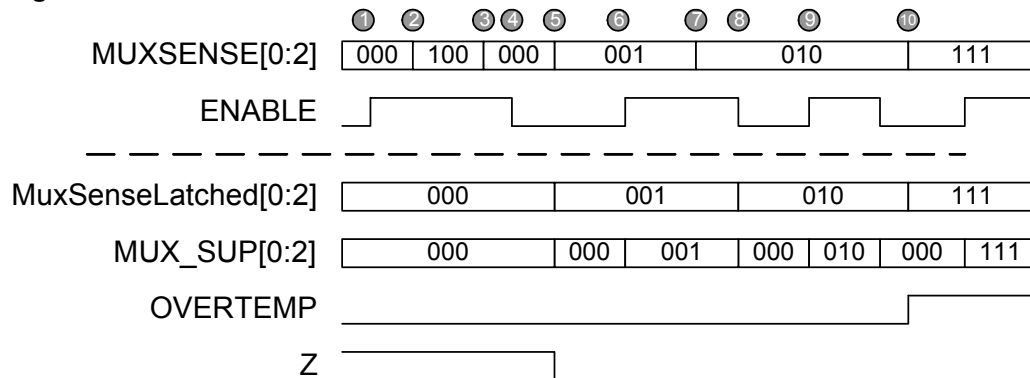 1 2 3 4 5 6 7 8 9 10
MUXSENSE[0:2] 000 100 000 001 010 111
ENABLE
MuxSenseLatched[0:2] 000 001 010 111
MUX_SUP[0:2] 000 000 001 000 010 000 111
OVERTEMP
Z